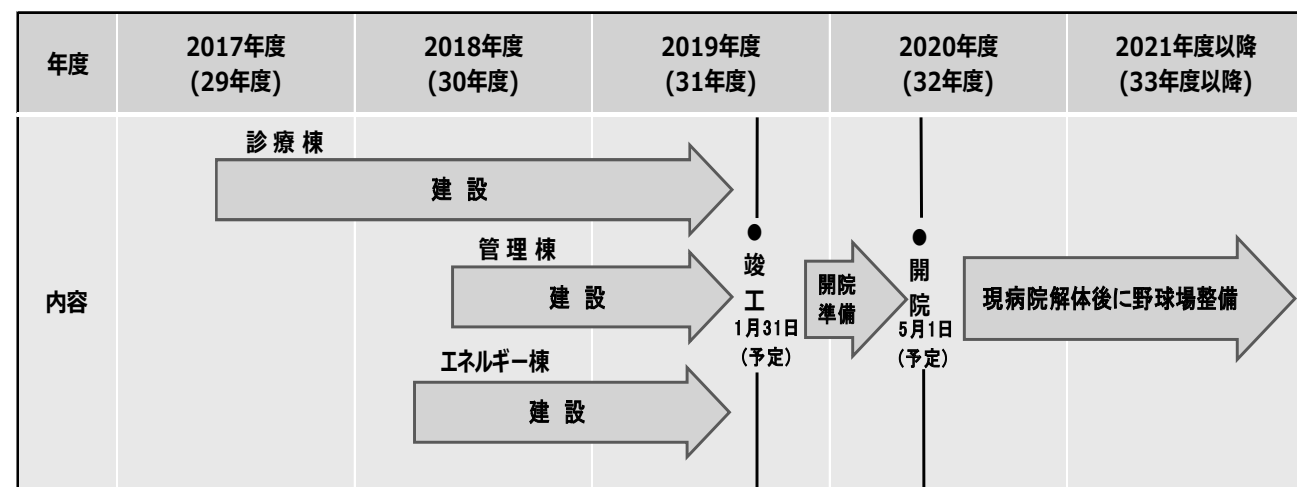 年度
2017年度
(29年度)
2018年度
(30年度)
2019年度
(31年度)
2020年度
(32年度)
2021年度以降
(33年度以降)
内容
診療棟
建設
管理棟
建設
エネルギー棟
建設
●竣工
1月31日
(予定)
開院
準備
●開院
5月1日
(予定)
現病院解体後に野球場整備